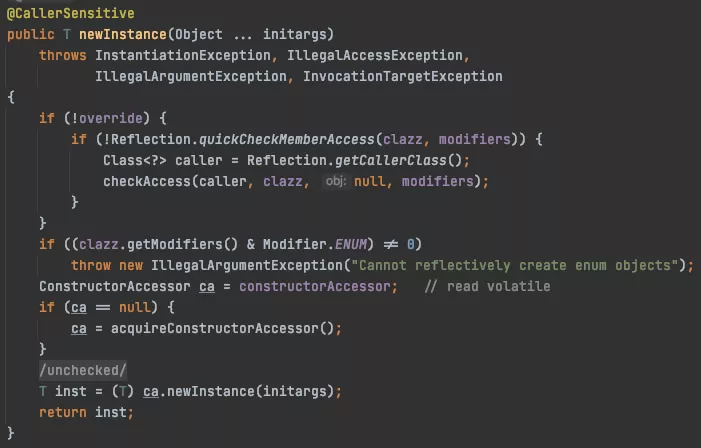 @CallerSensitive
public T newInstance(Object ... initargs)
    throws InstantiationException, IllegalAccessException,
           IllegalArgumentException, InvocationTargetException
{
    if (!override) {
        if (!Reflection.quickCheckMemberAccess(clazz, modifiers)) {
            Class<?> caller = Reflection.getCallerClass();
            checkAccess(caller, clazz, obj: null, modifiers);
        }
    }
    if ((clazz.getModifiers() & Modifier.ENUM) != 0)
        throw new IllegalArgumentException("Cannot reflectively create enum objects");
    ConstructorAccessor ca = constructorAccessor;   // read volatile
    if (ca == null) {
        ca = acquireConstructorAccessor();
    }
    /unchecked/
    T inst = (T) ca.newInstance(initargs);
    return inst;
}